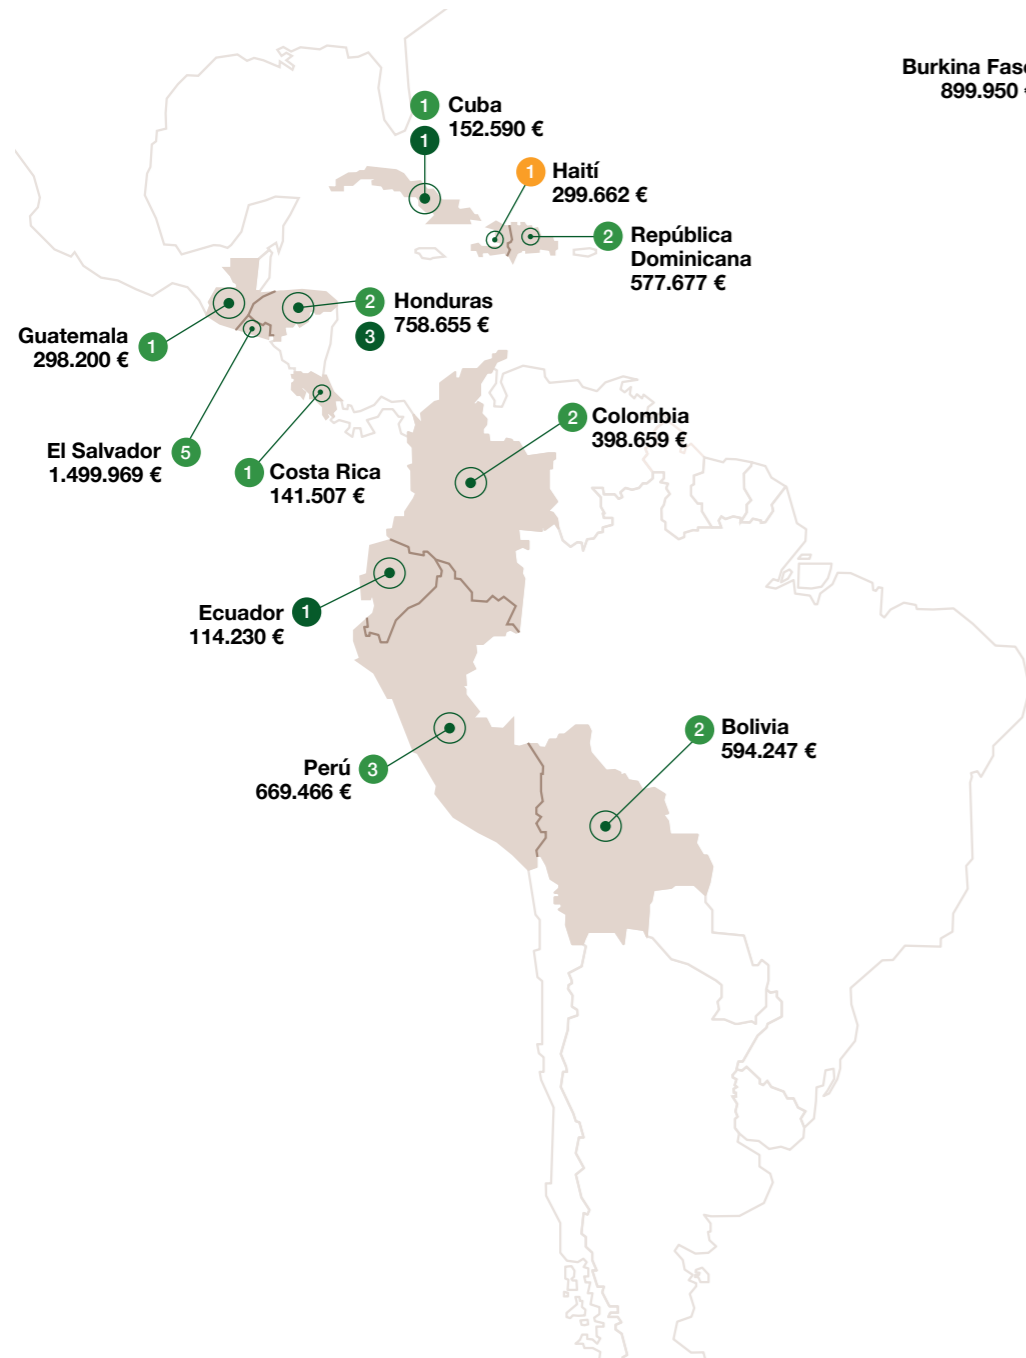 Burkina Faso
899.950 €
1 Cuba
152.590 €
1
1 Haití
299.662 €
2 República
Dominicana
577.677 €
2 Honduras
758.655 €
3
Guatemala 1
298.200 €
El Salvador 5
1.499.969 €
1 Costa Rica
141.507 €
2 Colombia
398.659 €
Ecuador 1
114.230 €
2 Bolivia
594.247 €
Perú 3
669.466 €